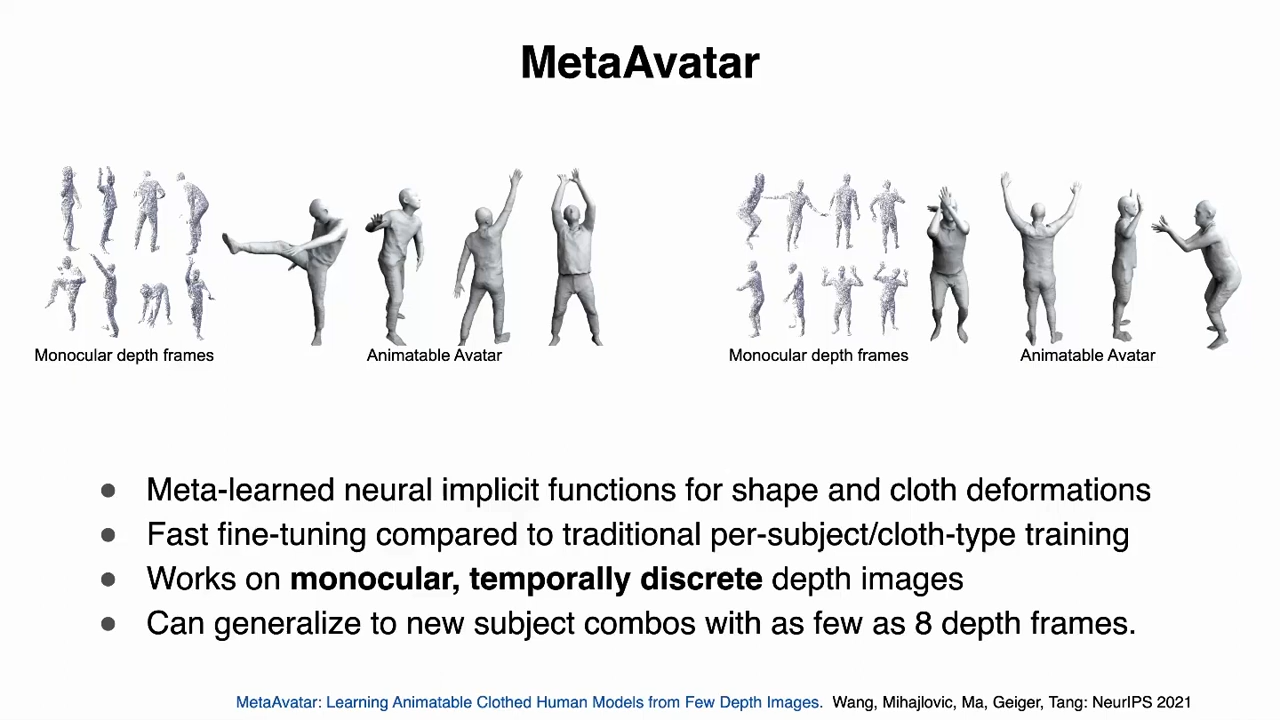 MetaAvatar
Monocular depth frames
Animatable Avatar
Monocular depth frames
Animatable Avatar
● Meta-learned neural implicit functions for shape and cloth deformations
● Fast fine-tuning compared to traditional per-subject/cloth-type training
● Works on monocular, temporally discrete depth images
● Can generalize to new subject combos with as few as 8 depth frames.
MetaAvatar: Learning Animatable Clothed Human Models from Few Depth Images. Wang, Mihajlovic, Ma, Geiger, Tang: NeurIPS 2021